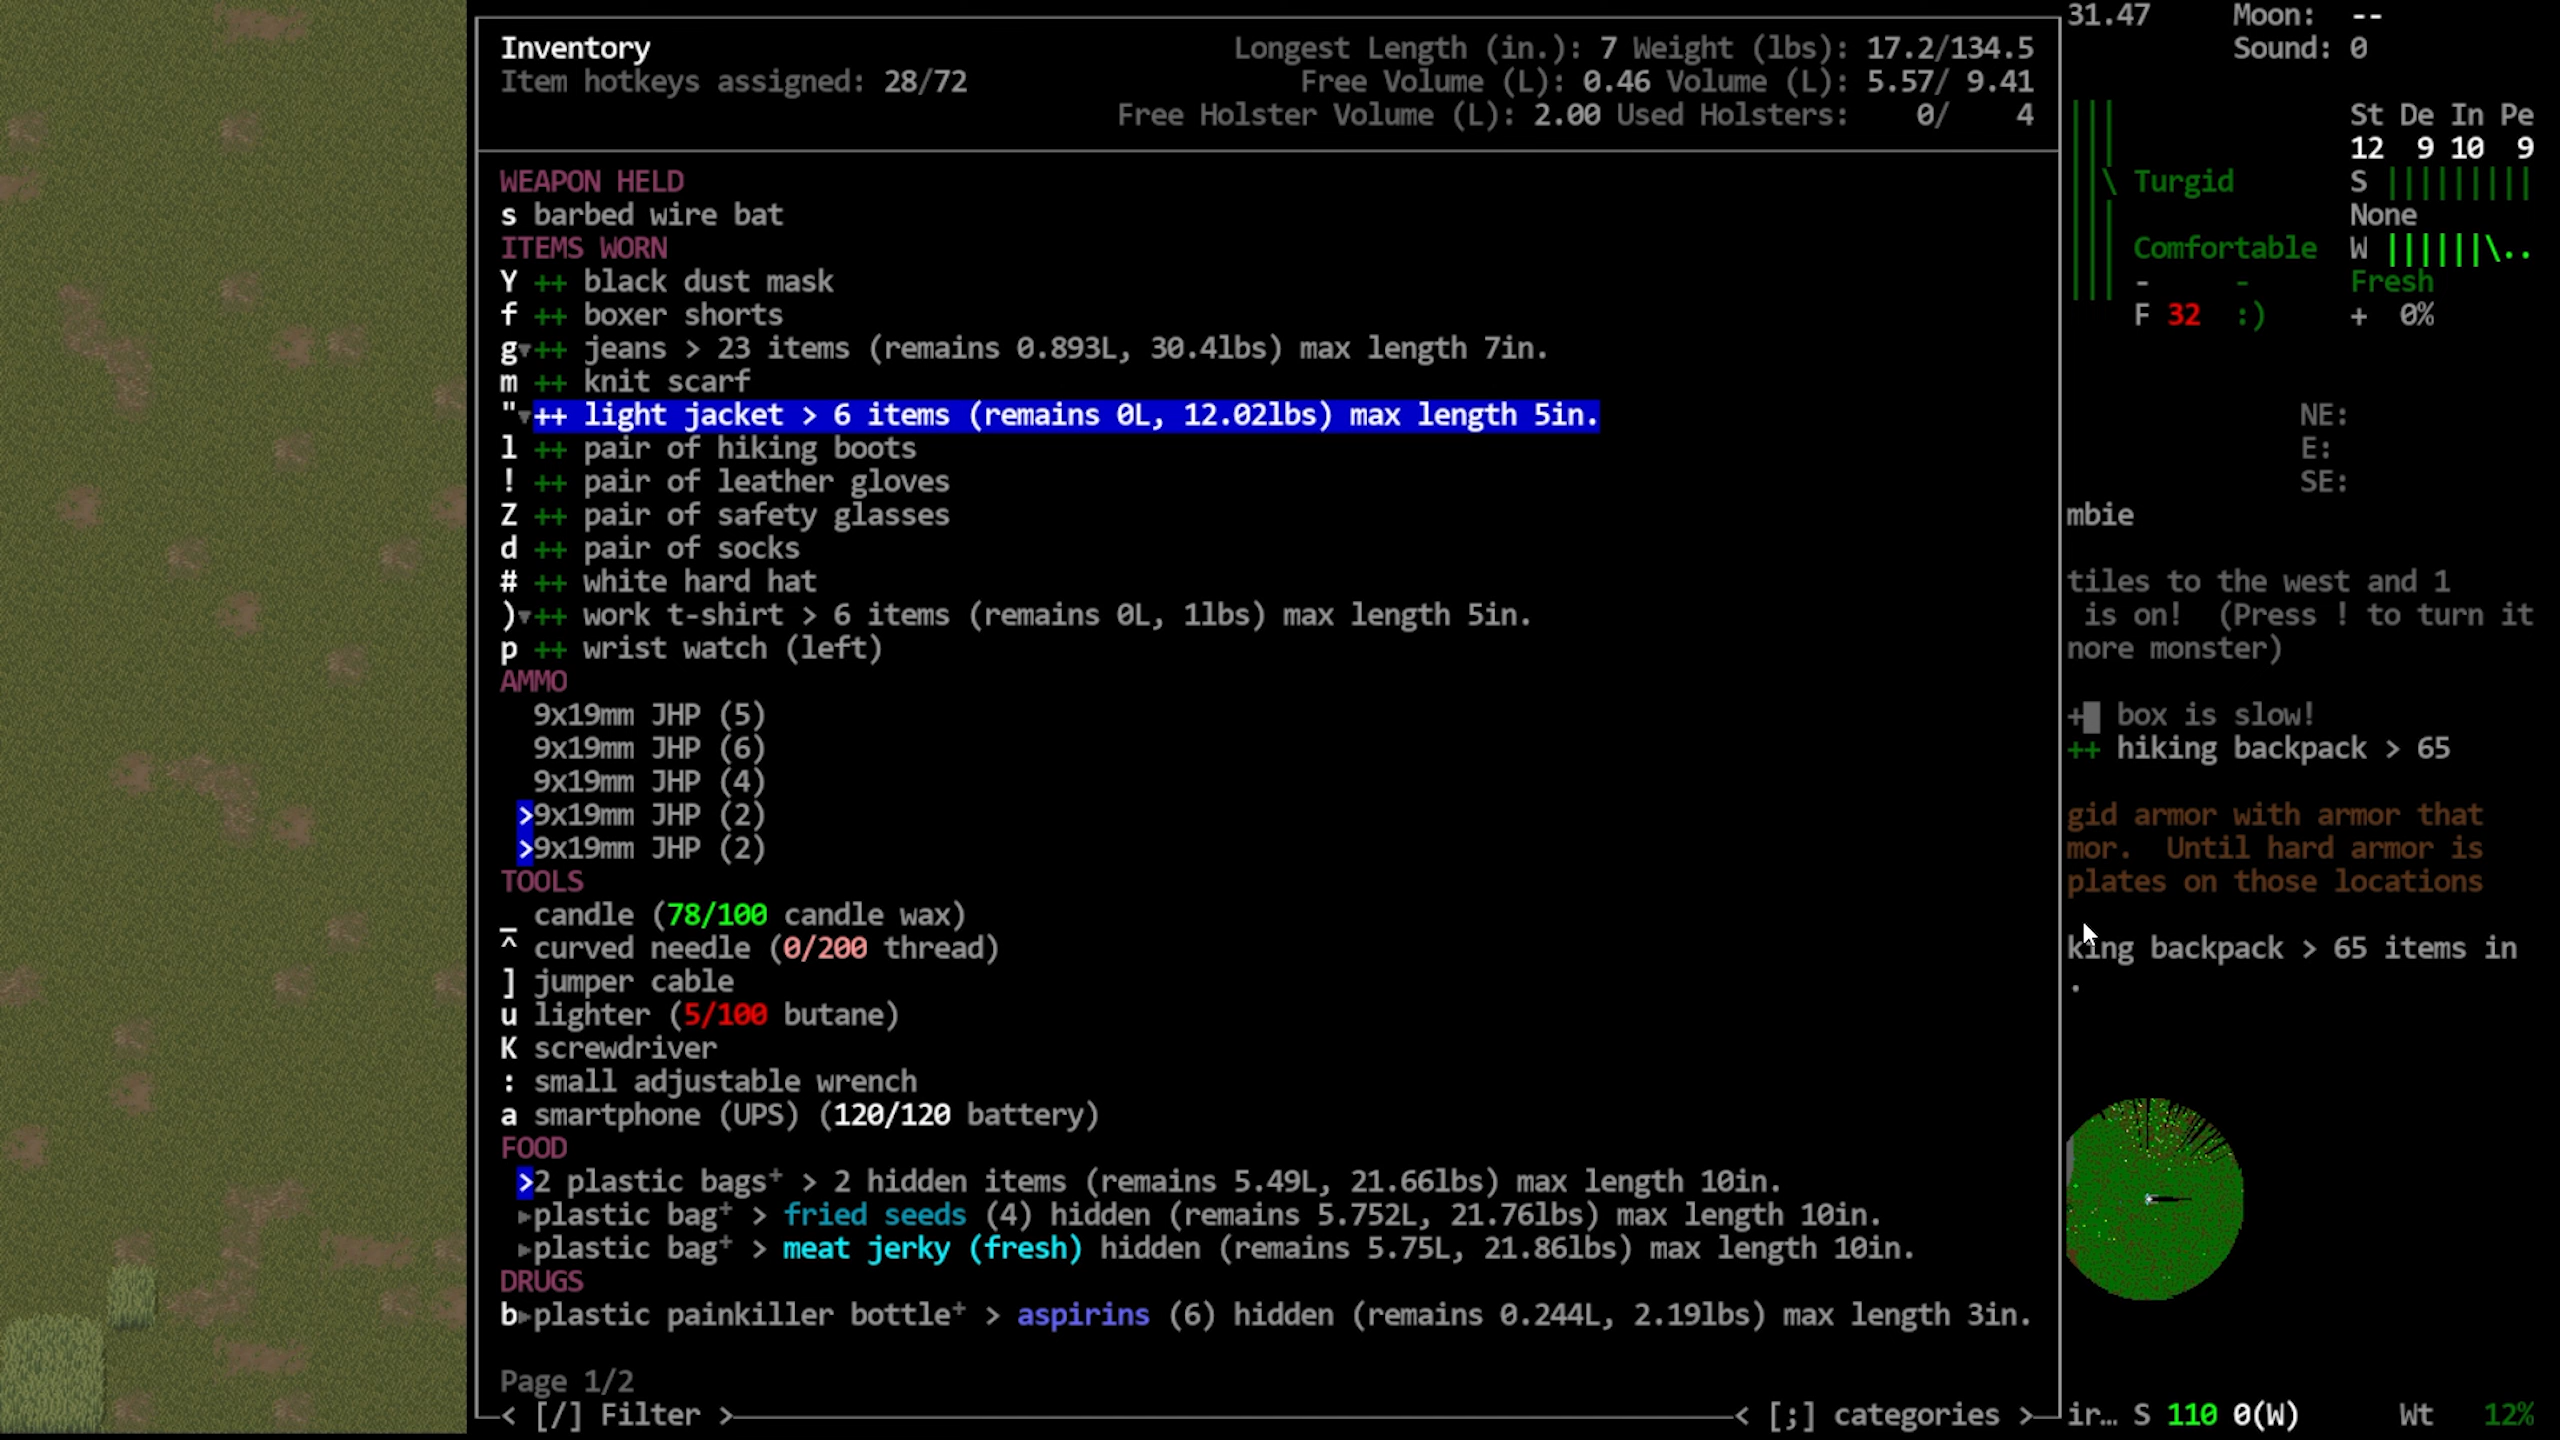 31.47 Moon: --
Inventory Longest Length (in.): 7 Weight (lbs): 17.2/134.5 Sound: 0
Item hotkeys assigned: 28/72 Free Volume (L): 0.46 Volume (L): 5.57/ 9.41
Free Holster Volume (L): 2.00 Used Holsters: 0/ 4 St De In Pe
12 9 10 9
WEAPON HELD \ Turgid S |||||||||
s barbed wire bat None
ITEMS WORN Comfortable W ||||||\..
Y ++ black dust mask - - Fresh
f ++ boxer shorts F 32 :) + 0%
g ++ jeans > 23 items (remains 0.893L, 30.4lbs) max length 7in.
m ++ knit scarf
" ++ light jacket > 6 items (remains 0L, 12.02lbs) max length 5in. NE:
l ++ pair of hiking boots E:
! ++ pair of leather gloves SE:
Z ++ pair of safety glasses mbie
d ++ pair of socks
# ++ white hard hat tiles to the west and 1
) ++ work t-shirt > 6 items (remains 0L, 1lbs) max length 5in. is on! (Press ! to turn it
p ++ wrist watch (left) nore monster)
AMMO
9x19mm JHP (5) + box is slow!
9x19mm JHP (6) ++ hiking backpack > 65
9x19mm JHP (4)
>9x19mm JHP (2) gid armor with armor that
>9x19mm JHP (2) mor. Until hard armor is
TOOLS plates on those locations
_ candle (78/100 candle wax)
^ curved needle (0/200 thread) king backpack > 65 items in
] jumper cable .
u lighter (5/100 butane)
K screwdriver
: small adjustable wrench
a smartphone (UPS) (120/120 battery)
FOOD
>2 plastic bags+ > 2 hidden items (remains 5.49L, 21.66lbs) max length 10in.
plastic bag+ > fried seeds (4) hidden (remains 5.752L, 21.76lbs) max length 10in.
plastic bag+ > meat jerky (fresh) hidden (remains 5.75L, 21.86lbs) max length 10in.
DRUGS
b plastic painkiller bottle+ > aspirins (6) hidden (remains 0.244L, 2.19lbs) max length 3in.
Page 1/2
< [/] Filter > < [;] categories > ir… S 110 0(W) Wt 12%